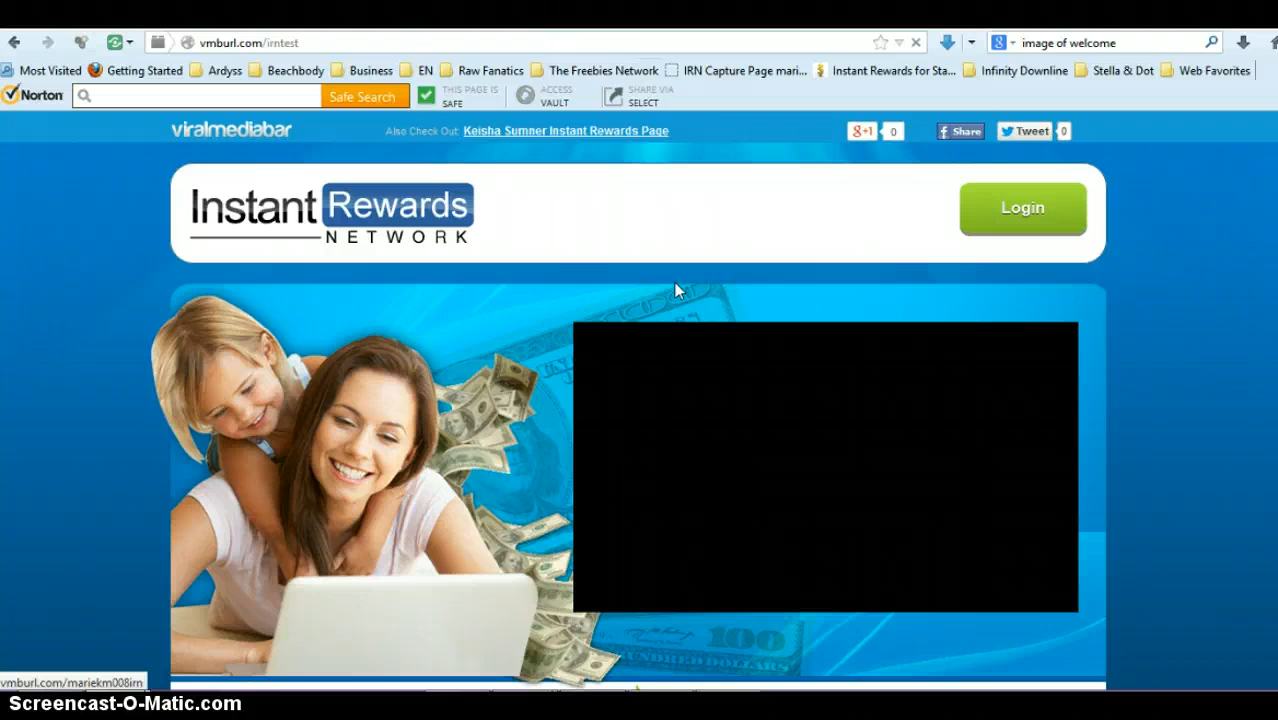 vmburl.com/irntest
image of welcome
Most Visited Getting Started Ardyss Beachbody Business EN Raw Fanatics The Freebies Network IRN Capture Page mari... Instant Rewards for Sta... Infinity Downline Stella & Dot Web Favorites
Norton Safe Search THIS PAGE IS SAFE ACCESS VAULT SHARE VIA SELECT
viralmediabar Also Check Out: Keisha Sumner Instant Rewards Page +1 0 Share Tweet 0
Instant Rewards
NETWORK
Login
100
vmburl.com/mariekm008irn
Screencast-O-Matic.com